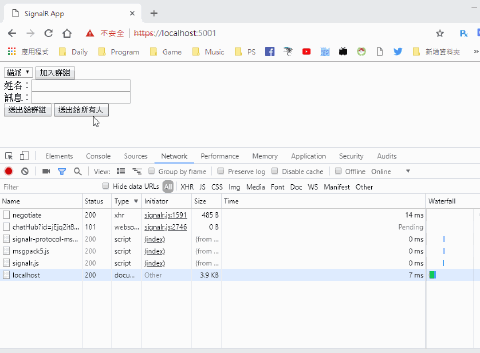 SignalR App
不安全 https://localhost:5001
應用程式 Daily Program Game Music PS 新增資料夾
加入群組
姓名：
訊息：
送出給群組 送出給所有人
Elements Console Sources Network Performance Memory Application Security Audits
View: Group by frame Preserve log Disable cache Offline Online
Filter Hide data URLs All XHR JS CSS Img Media Font Doc WS Manifest Other
Name Status Type Initiator Size Time Waterfall
negotiate 200 xhr signalr.js:1591 485 B 14 ms
101 webso... signalr.js:2746 0 B Pending
signalr-protocol-ms... 200 script (index) (from ... 0 ms
msgpack5.js 200 script (index) (from ... 0 ms
signalr.js 200 script (index) (from ... 0 ms
localhost 200 docu... Other 3.9 KB 7 ms